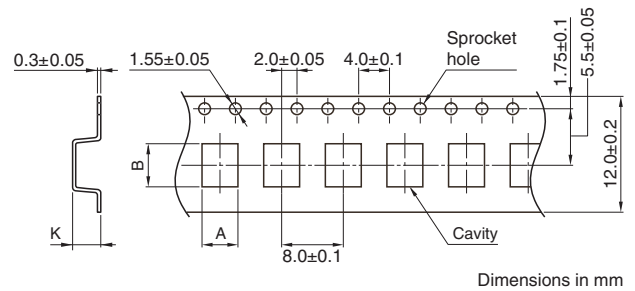 0.3±0.05
1.55±0.05
2.0±0.05
4.0±0.1
Sprocket
hole
1.75±0.1
5.5±0.05
12.0±0.2
B
K
A
8.0±0.1
Cavity
Dimensions in mm